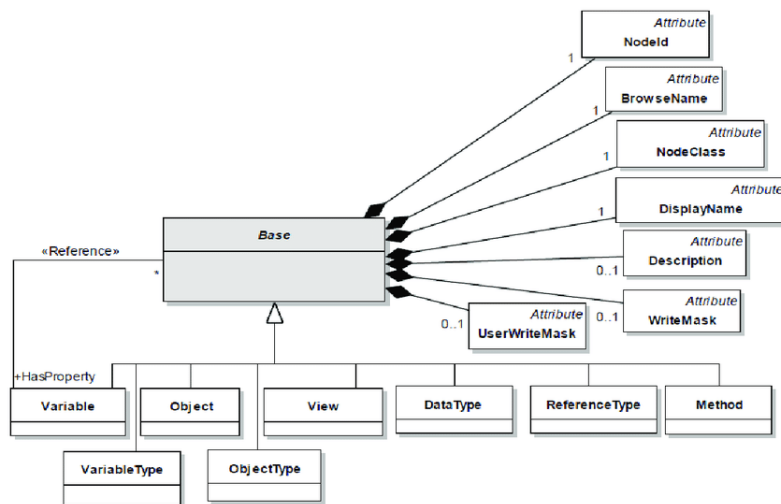 Attribute
NodeId
1
Attribute
BrowseName
1
Attribute
NodeClass
1
Attribute
DisplayName
1
Base
«Reference»
*
Attribute
Description
0..1
Attribute
WriteMask
0..1
Attribute
UserWriteMask
0..1
+HasProperty
Variable
Object
View
DataType
ReferenceType
Method
VariableType
ObjectType